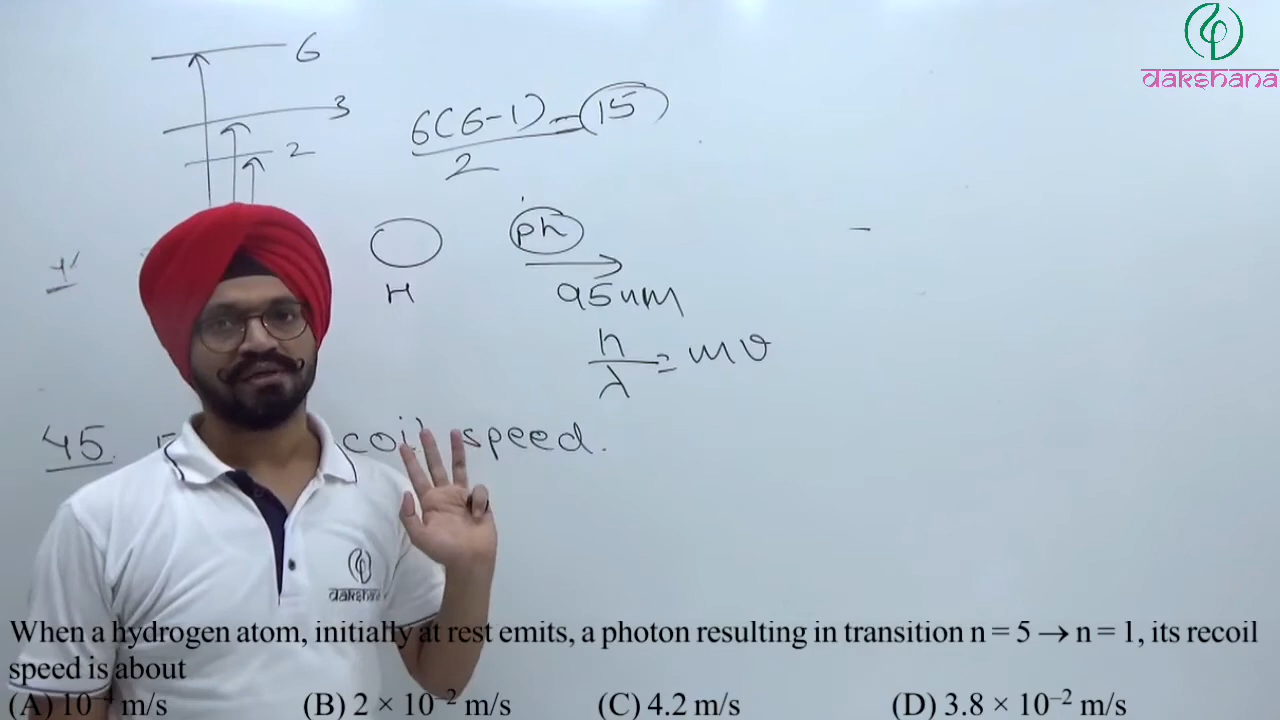 dakshana
6
3
2
6(6-1) = 15
2
ph
H
95nm
h
λ = mv
45. speed.
dakshana
When a hydrogen atom, initially at rest emits, a photon resulting in transition n = 5 → n = 1, its recoil
speed is about
(A) 10 m/s (B) 2 × 10⁻² m/s (C) 4.2 m/s (D) 3.8 × 10⁻² m/s